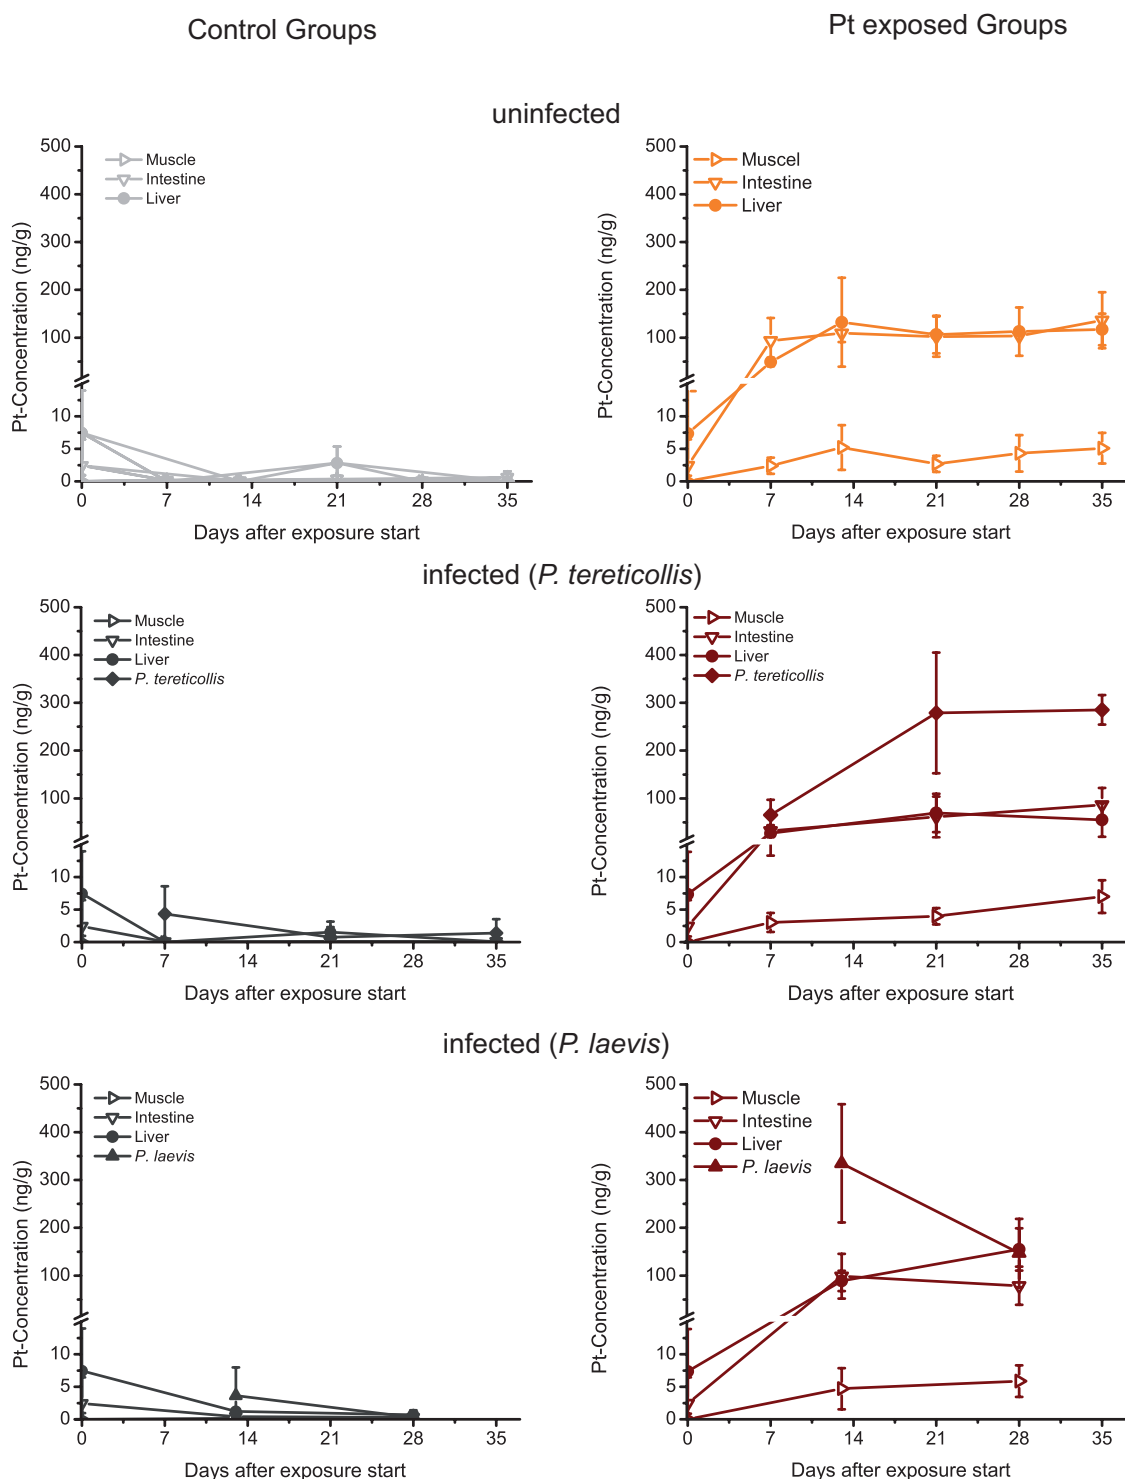 Control Groups
Pt exposed Groups
uninfected
Pt-Concentration (ng/g)
500
400
300
200
100
10
5
0
Muscle
Intestine
Liver
0 7 14 21 28 35
Days after exposure start
Pt-Concentration (ng/g)
500
400
300
200
100
10
5
0
Muscel
Intestine
Liver
0 7 14 21 28 35
Days after exposure start
infected (P. tereticollis)
Pt-Concentration (ng/g)
500
400
300
200
100
10
5
0
Muscle
Intestine
Liver
P. tereticollis
0 7 14 21 28 35
Days after exposure start
Pt-Concentration (ng/g)
500
400
300
200
100
10
5
0
Muscle
Intestine
Liver
P. tereticollis
0 7 14 21 28 35
Days after exposure start
infected (P. laevis)
Pt-Concentration (ng/g)
500
400
300
200
100
10
5
0
Muscle
Intestine
Liver
P. laevis
0 7 14 21 28 35
Days after exposure start
Pt-Concentration (ng/g)
500
400
300
200
100
10
5
0
Muscle
Intestine
Liver
P. laevis
0 7 14 21 28 35
Days after exposure start